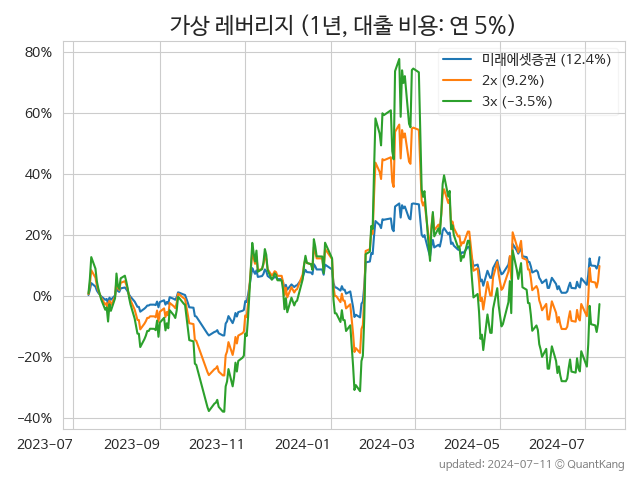 가상 레버리지 (1년, 대출 비용: 연 5%)
80%
60%
40%
20%
0%
−20%
−40%
미래에셋증권 (12.4%)
2x (9.2%)
3x (−3.5%)
2023-07 2023-09 2023-11 2024-01 2024-03 2024-05 2024-07
updated: 2024-07-11 © QuantKang